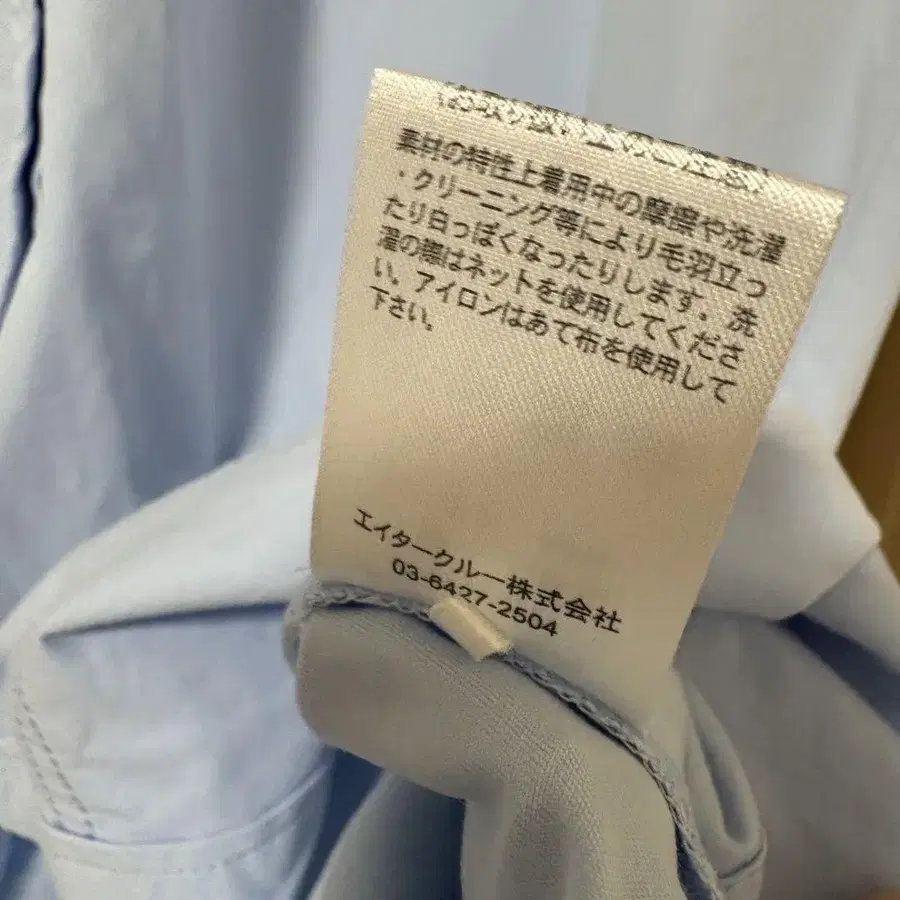 素材の特性上着用中の摩擦や洗濯
・クリーニング等により毛羽立っ
たり白っぽくなったりします。洗
濯の際はネットを使用してくださ
い。アイロンはあて布を使用して
下さい。
エイタークルー株式会社
03-6427-2504